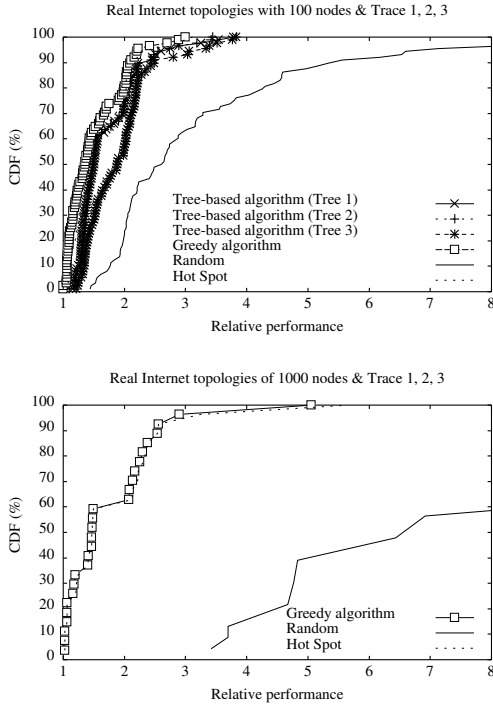 Real Internet topologies with 100 nodes & Trace 1, 2, 3
100
90
80
70
60
50
40
30
20
10
0
CDF (%)
Tree-based algorithm (Tree 1)
Tree-based algorithm (Tree 2)
Tree-based algorithm (Tree 3)
Greedy algorithm
Random
Hot Spot
1 2 3 4 5 6 7 8
Relative performance
Real Internet topologies of 1000 nodes & Trace 1, 2, 3
100
90
80
70
60
50
40
30
20
10
0
CDF (%)
Greedy algorithm
Random
Hot Spot
1 2 3 4 5 6 7 8
Relative performance